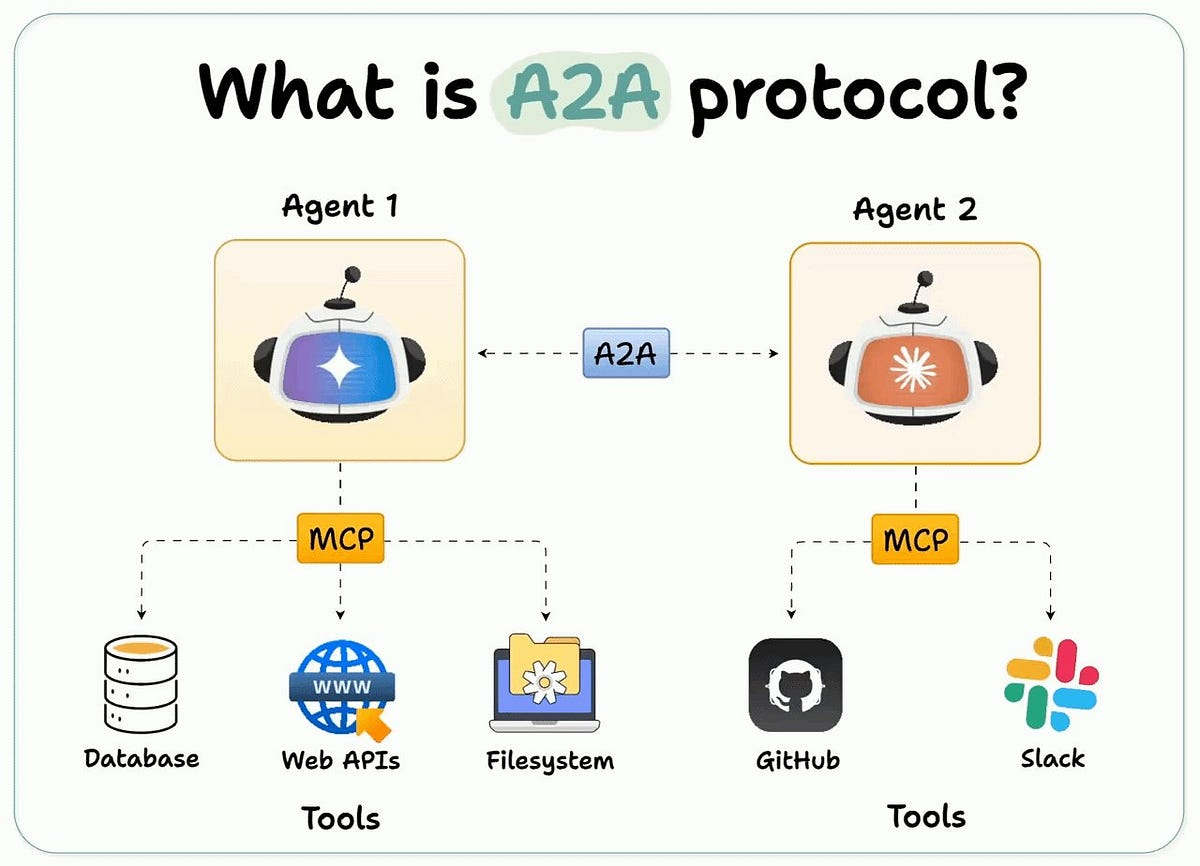 What is A2A protocol?
Agent 1
Agent 2
A2A
MCP
MCP
WWW
Database
Web APIs
Filesystem
GitHub
Slack
Tools
Tools